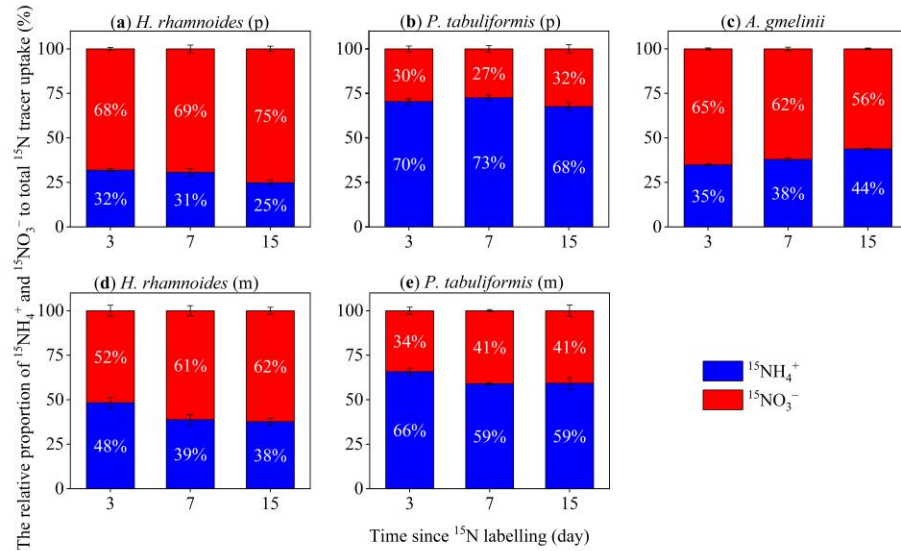 The relative proportion of ¹⁵NH₄⁺ and ¹⁵NO₃⁻ to total ¹⁵N tracer uptake (%)
(a) H. rhamnoides (p)
100
75
50
25
0
68% 69% 75%
32% 31% 25%
3 7 15
(b) P. tabuliformis (p)
100
75
50
25
0
30% 27% 32%
70% 73% 68%
3 7 15
(c) A. gmelinii
100
75
50
25
0
65% 62% 56%
35% 38% 44%
3 7 15
(d) H. rhamnoides (m)
100
75
50
25
0
52% 61% 62%
48% 39% 38%
3 7 15
(e) P. tabuliformis (m)
100
75
50
25
0
34% 41% 41%
66% 59% 59%
3 7 15
¹⁵NH₄⁺
¹⁵NO₃⁻
Time since ¹⁵N labelling (day)